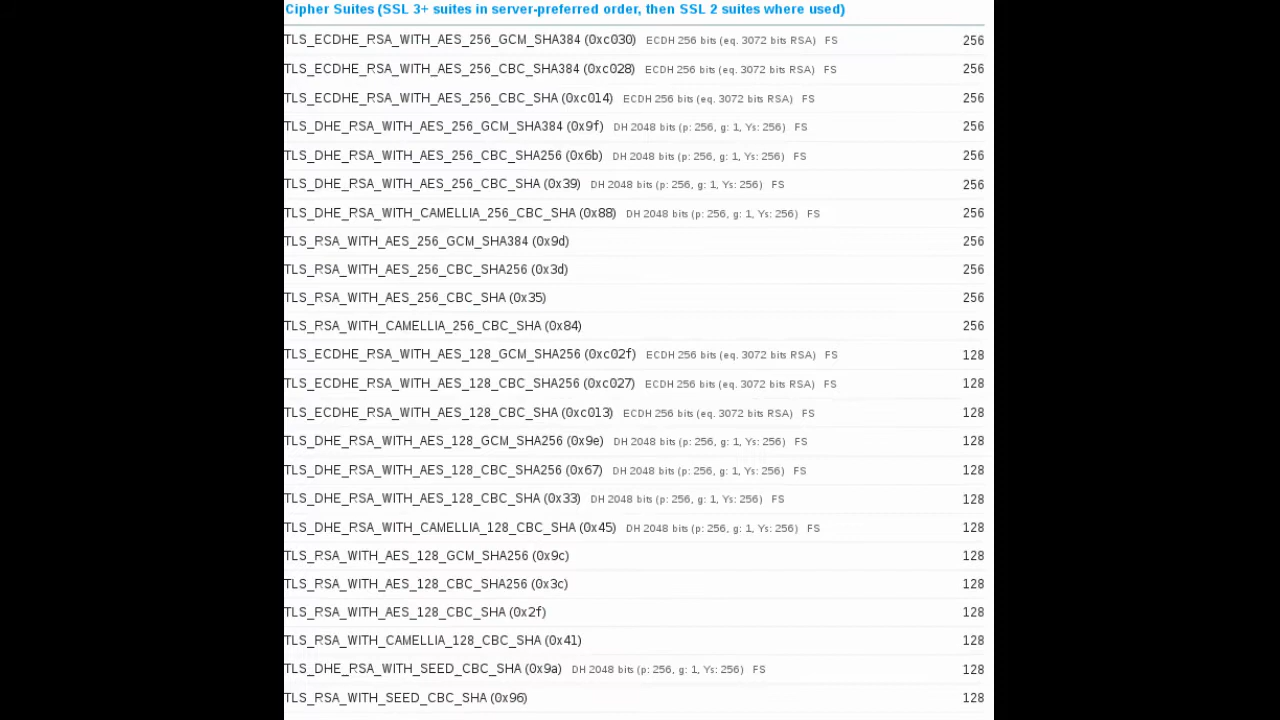 Cipher Suites (SSL 3+ suites in server-preferred order, then SSL 2 suites where used)
TLS_ECDHE_RSA_WITH_AES_256_GCM_SHA384 (0xc030) ECDH 256 bits (eq. 3072 bits RSA) FS 256
TLS_ECDHE_RSA_WITH_AES_256_CBC_SHA384 (0xc028) ECDH 256 bits (eq. 3072 bits RSA) FS 256
TLS_ECDHE_RSA_WITH_AES_256_CBC_SHA (0xc014) ECDH 256 bits (eq. 3072 bits RSA) FS 256
TLS_DHE_RSA_WITH_AES_256_GCM_SHA384 (0x9f) DH 2048 bits (p: 256, g: 1, Ys: 256) FS 256
TLS_DHE_RSA_WITH_AES_256_CBC_SHA256 (0x6b) DH 2048 bits (p: 256, g: 1, Ys: 256) FS 256
TLS_DHE_RSA_WITH_AES_256_CBC_SHA (0x39) DH 2048 bits (p: 256, g: 1, Ys: 256) FS 256
TLS_DHE_RSA_WITH_CAMELLIA_256_CBC_SHA (0x88) DH 2048 bits (p: 256, g: 1, Ys: 256) FS 256
TLS_RSA_WITH_AES_256_GCM_SHA384 (0x9d) 256
TLS_RSA_WITH_AES_256_CBC_SHA256 (0x3d) 256
TLS_RSA_WITH_AES_256_CBC_SHA (0x35) 256
TLS_RSA_WITH_CAMELLIA_256_CBC_SHA (0x84) 256
TLS_ECDHE_RSA_WITH_AES_128_GCM_SHA256 (0xc02f) ECDH 256 bits (eq. 3072 bits RSA) FS 128
TLS_ECDHE_RSA_WITH_AES_128_CBC_SHA256 (0xc027) ECDH 256 bits (eq. 3072 bits RSA) FS 128
TLS_ECDHE_RSA_WITH_AES_128_CBC_SHA (0xc013) ECDH 256 bits (eq. 3072 bits RSA) FS 128
TLS_DHE_RSA_WITH_AES_128_GCM_SHA256 (0x9e) DH 2048 bits (p: 256, g: 1, Ys: 256) FS 128
TLS_DHE_RSA_WITH_AES_128_CBC_SHA256 (0x67) DH 2048 bits (p: 256, g: 1, Ys: 256) FS 128
TLS_DHE_RSA_WITH_AES_128_CBC_SHA (0x33) DH 2048 bits (p: 256, g: 1, Ys: 256) FS 128
TLS_DHE_RSA_WITH_CAMELLIA_128_CBC_SHA (0x45) DH 2048 bits (p: 256, g: 1, Ys: 256) FS 128
TLS_RSA_WITH_AES_128_GCM_SHA256 (0x9c) 128
TLS_RSA_WITH_AES_128_CBC_SHA256 (0x3c) 128
TLS_RSA_WITH_AES_128_CBC_SHA (0x2f) 128
TLS_RSA_WITH_CAMELLIA_128_CBC_SHA (0x41) 128
TLS_DHE_RSA_WITH_SEED_CBC_SHA (0x9a) DH 2048 bits (p: 256, g: 1, Ys: 256) FS 128
TLS_RSA_WITH_SEED_CBC_SHA (0x96) 128